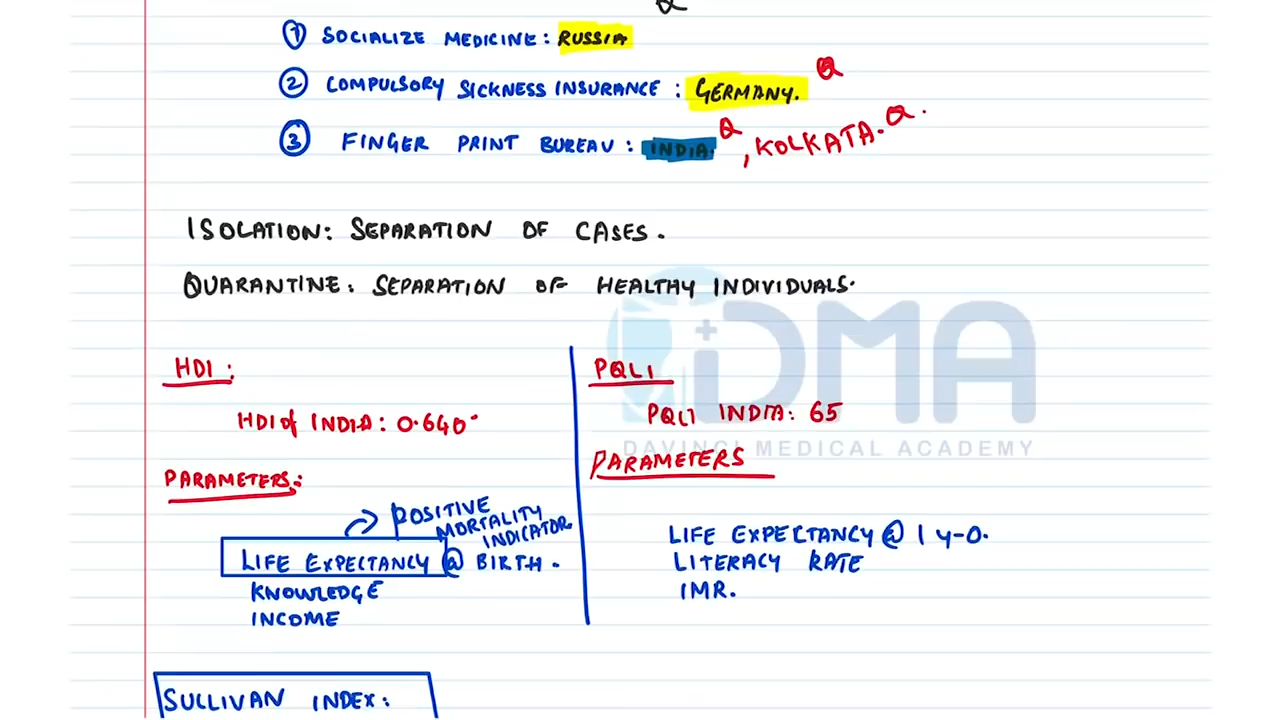 Q
① SOCIALIZE MEDICINE: RUSSIA
② COMPULSORY SICKNESS INSURANCE: GERMANY. Q
③ FINGER PRINT BUREAU: INDIA. Q, KOLKATA. Q.
ISOLATION: SEPARATION OF CASES.
QUARANTINE: SEPARATION OF HEALTHY INDIVIDUALS.
DMA
DAVINCI MEDICAL ACADEMY
HDI:
HDI of INDIA: 0.640
PARAMETERS:
→ POSITIVE
MORTALITY
INDICATOR
LIFE EXPECTANCY @ BIRTH.
KNOWLEDGE
INCOME
PQLI
PQLI INDIA: 65
PARAMETERS
LIFE EXPECTANCY @ 1 y-O.
LITERACY RATE
IMR.
SULLIVAN INDEX: